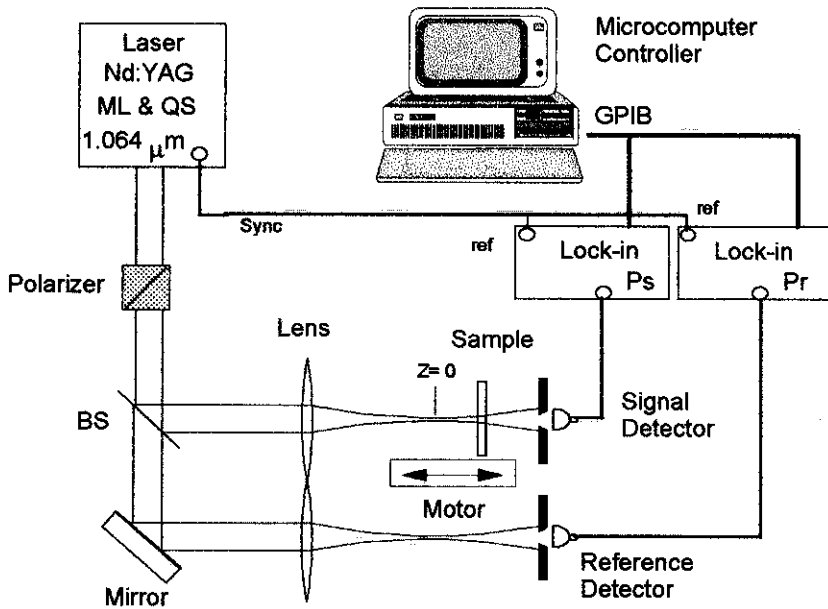 Laser
Nd:YAG
ML & QS
1.064 μm
Microcomputer
Controller
GPIB
Sync
ref
ref
Lock-in
Ps
Lock-in
Pr
Polarizer
Lens
Sample
Z= 0
BS
Signal
Detector
Motor
Mirror
Reference
Detector